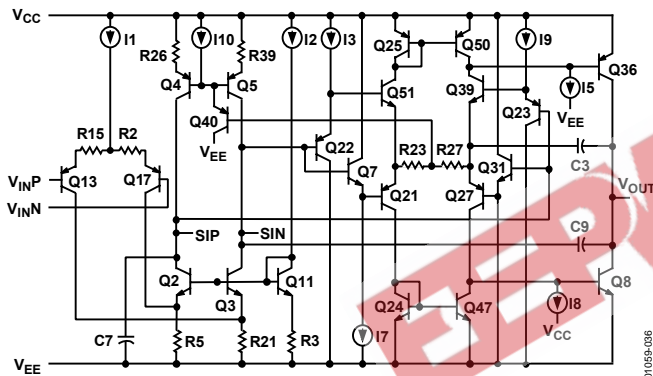 VCC
I1
I10
I2
I3
Q25
Q50
I9
R26
R39
Q36
Q4
Q5
Q51
Q39
I5
Q23
VEE
Q40
R15
R2
Q22
R23
R27
Q31
C3
VEE
Q7
VINP
Q13
Q17
Q21
Q27
VOUT
VINN
SIP
SIN
C9
Q2
Q3
Q11
Q24
Q47
I8
Q8
C7
R5
R21
R3
I7
VCC
VEE
01059-036